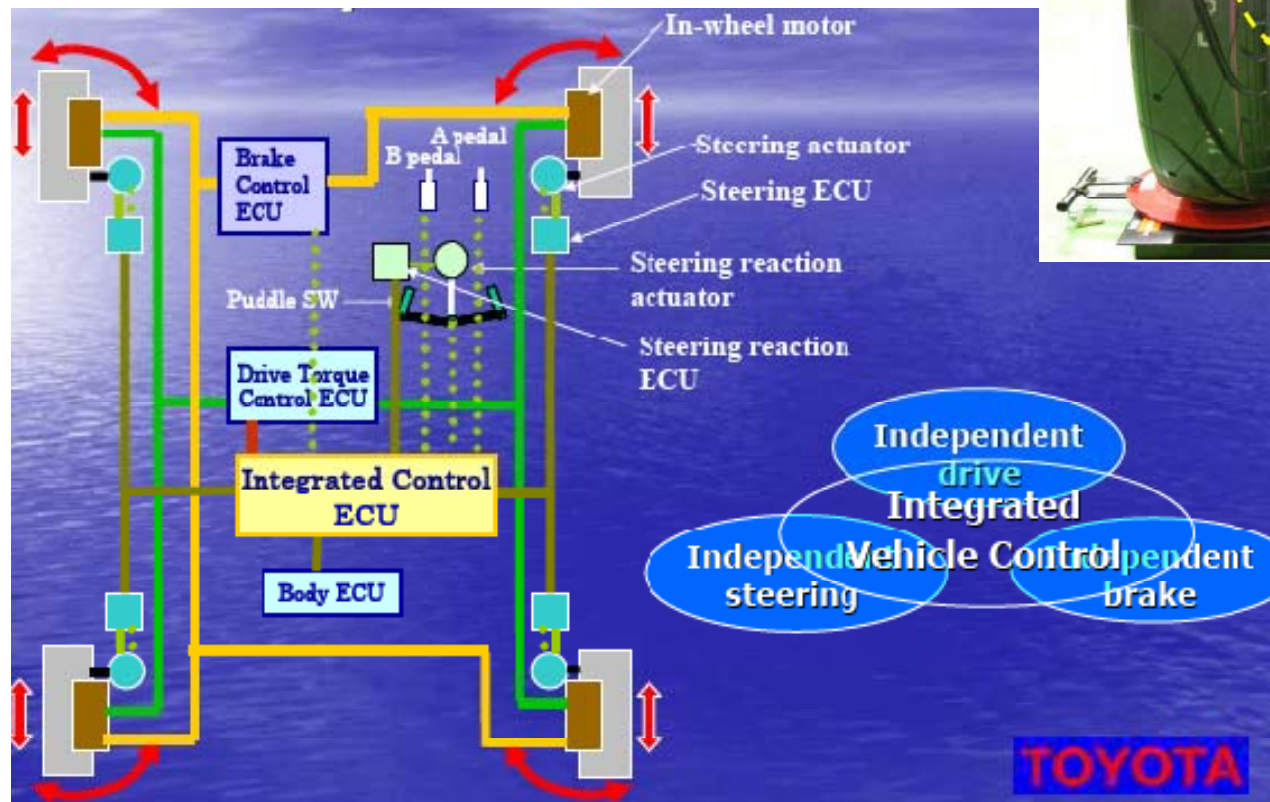 In-wheel motor
A pedal
B pedal
Brake
Control
ECU
Steering actuator
Steering ECU
Steering reaction
actuator
Puddle SW
Steering reaction
ECU
Drive Torque
Control ECU
Integrated Control
ECU
Body ECU
Independent
drive
Integrated
Vehicle Control
Independent
steering
Independent
brake
TOYOTA